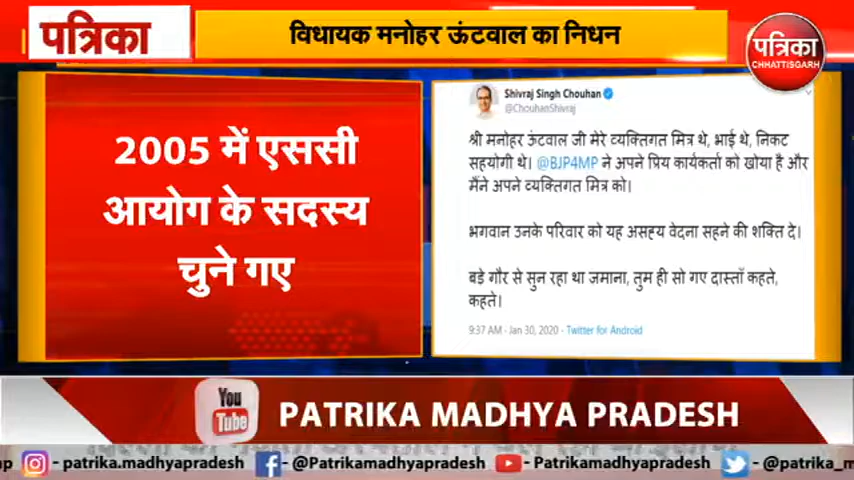 पत्रिका
विधायक मनोहर ऊंटवाल का निधन
पत्रिका
CHHATTISGARH
2005 में एससी
आयोग के सदस्य
चुने गए
Shivraj Singh Chouhan
@ChouhanShivraj
श्री मनोहर ऊंटवाल जी मेरे व्यक्तिगत मित्र थे, भाई थे, निकट
सहयोगी थे। @BJP4MP ने अपने प्रिय कार्यकर्ता को खोया है और
मैंने अपने व्यक्तिगत मित्र को।
भगवान उनके परिवार को यह असह्य वेदना सहने की शक्ति दे।
बड़े गौर से सुन रहा था जमाना, तुम ही सो गए दास्ताँ कहते,
कहते।
9:37 AM - Jan 30, 2020 - Twitter for Android
You
Tube
PATRIKA MADHYA PRADESH
- patrika.madhyapradesh - @Patrikamadhyapradesh - Patrikamadhyapradesh - @patrika_m